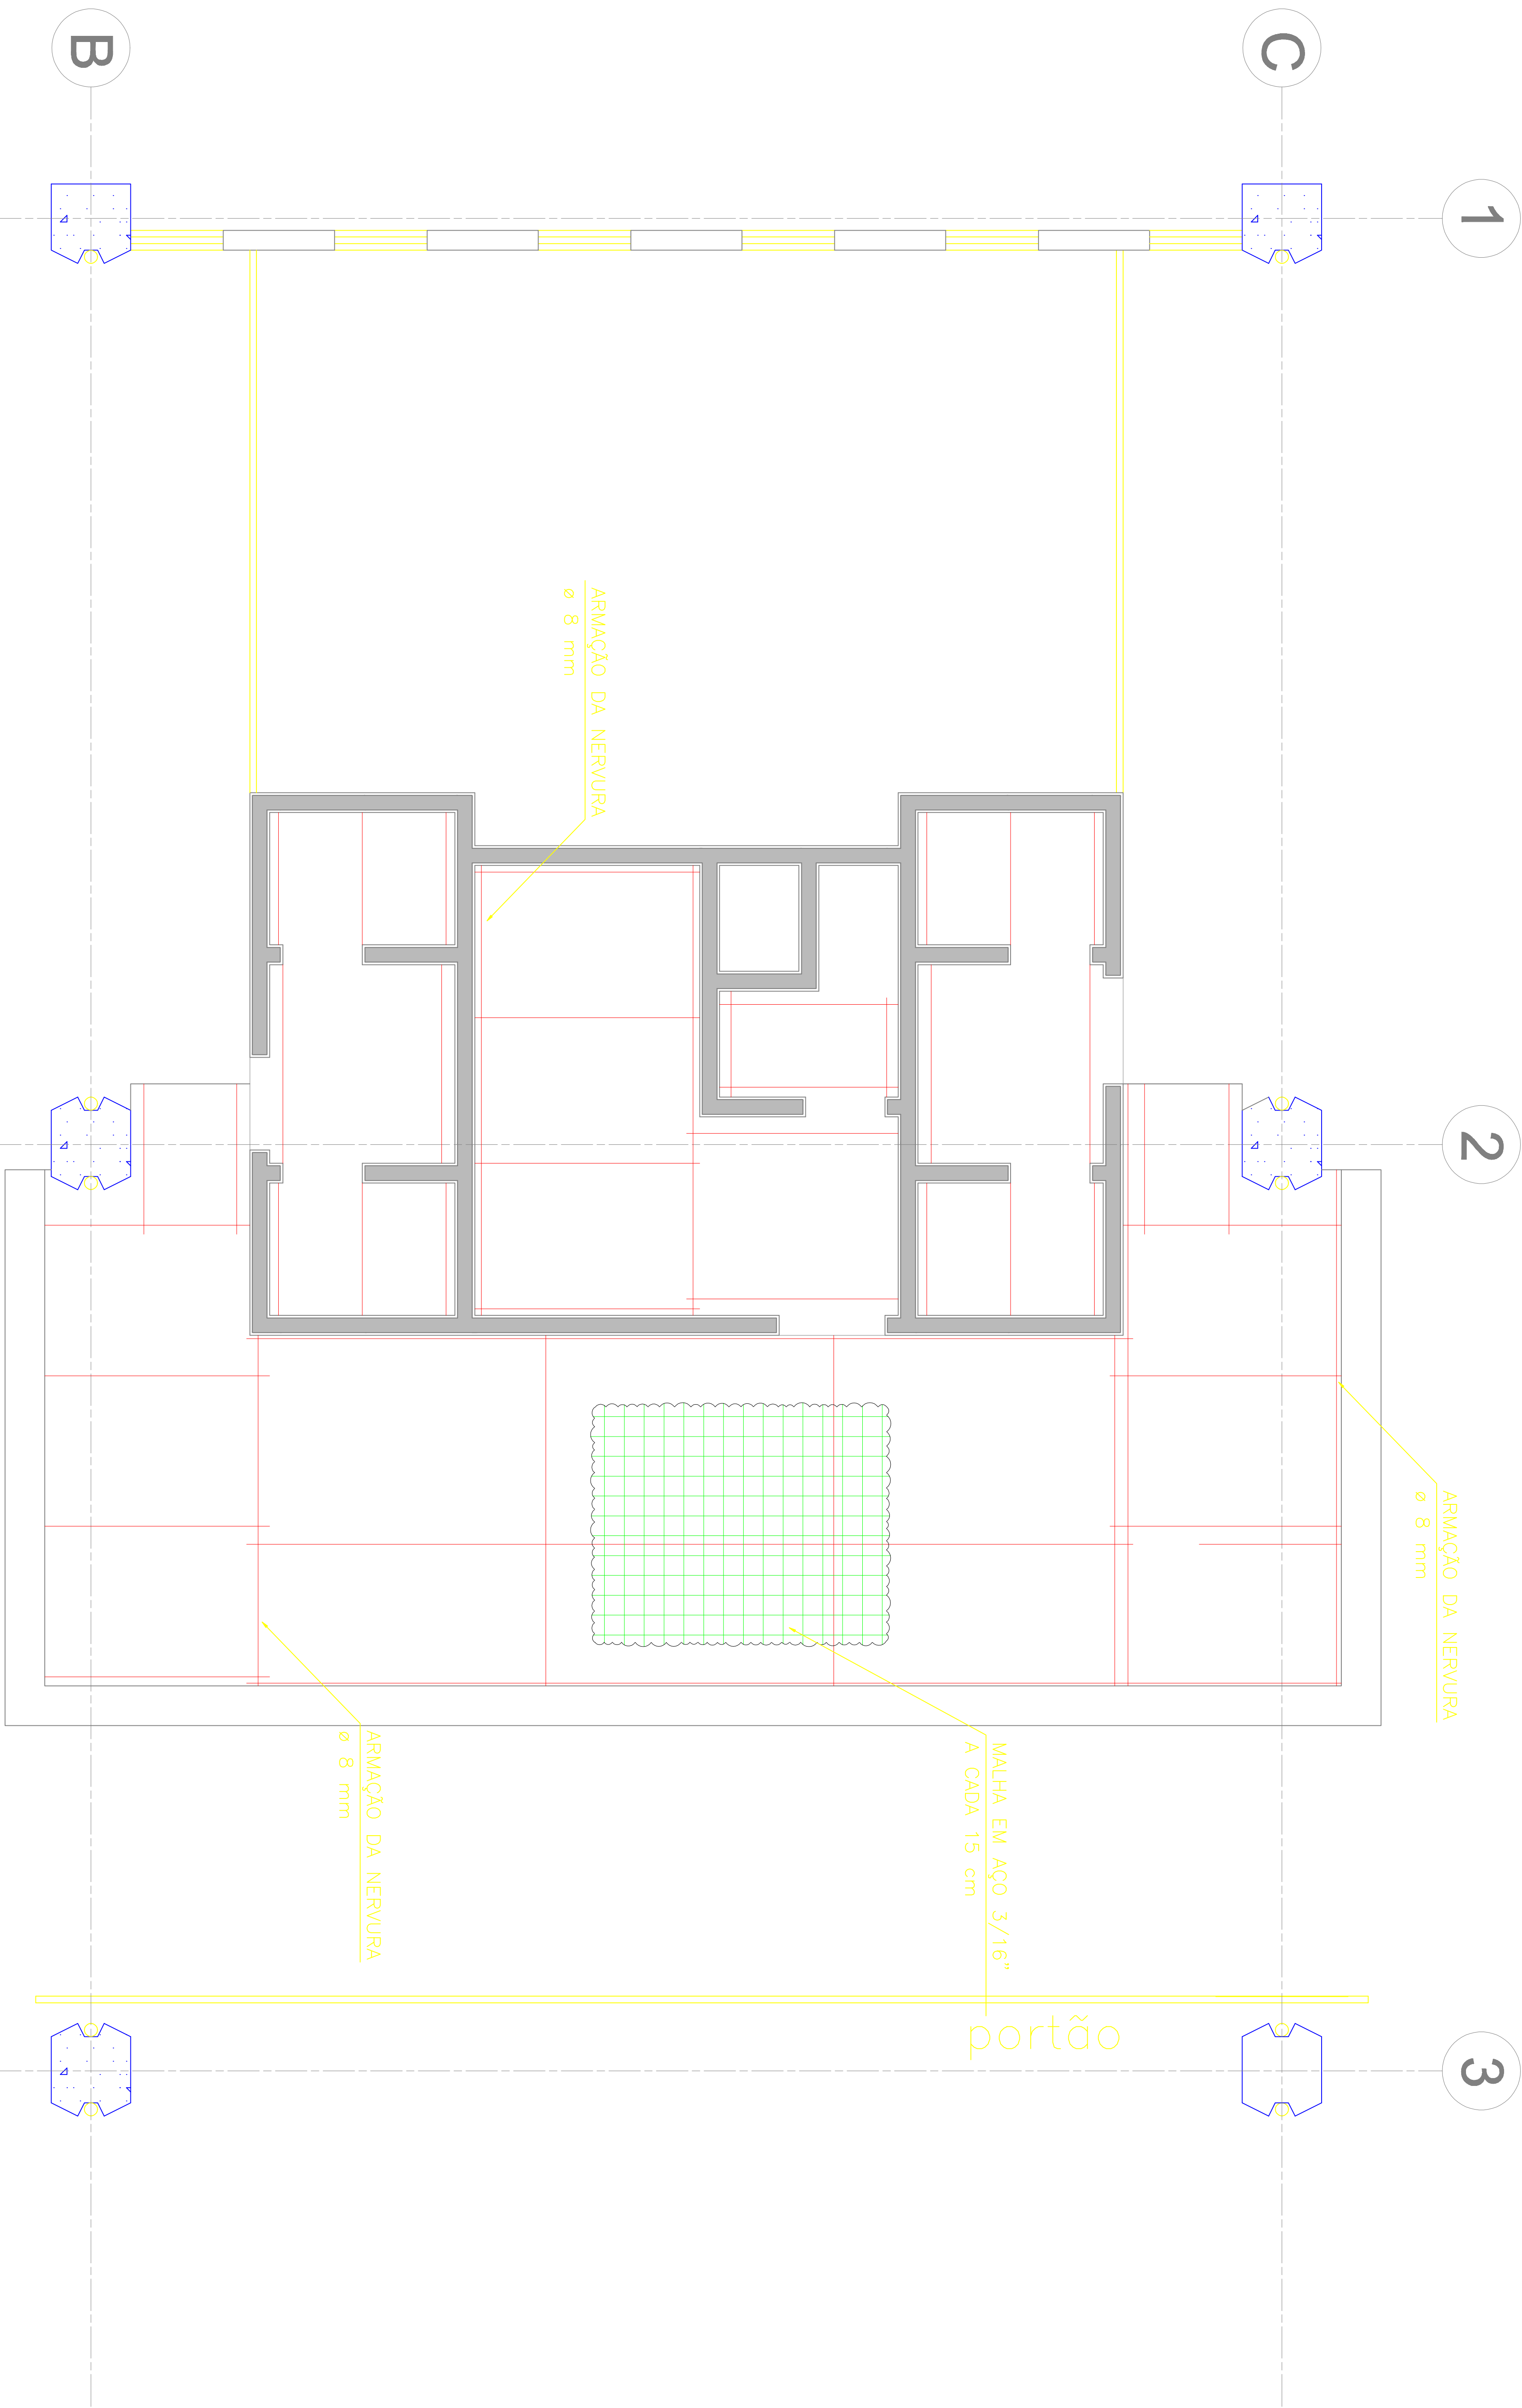 B
C
1
ARMAÇÃO DA NERVURA
ø 8 mm
2
ARMAÇÃO DA NERVURA
ø 8 mm
ARMAÇÃO DA NERVURA
ø 8 mm
MALHA EM AÇO 3/16"
A CADA 15 cm
portão
3